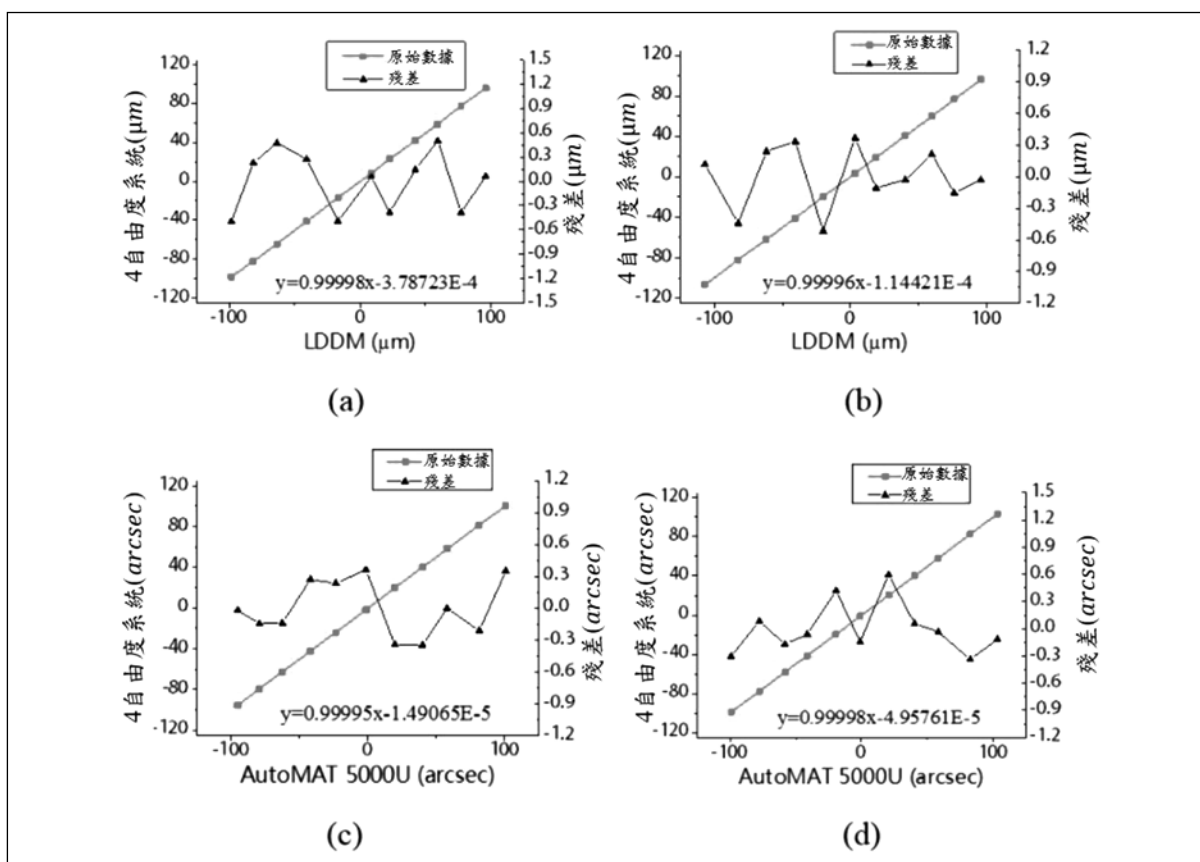 原始數據
殘差
120
80
40
0
-40
-80
-120
1.5
1.2
0.9
0.6
0.3
0.0
-0.3
-0.6
-0.9
-1.2
-1.5
4自由度系統(μm)
殘差(μm)
y=0.99998x-3.78723E-4
-100
0
100
LDDM (μm)
(a)
原始數據
殘差
120
80
40
0
-40
-80
-120
1.2
0.9
0.6
0.3
0.0
-0.3
-0.6
-0.9
-1.2
4自由度系統(μm)
殘差(μm)
y=0.99996x-1.14421E-4
-100
0
100
LDDM (μm)
(b)
原始數據
殘差
120
80
40
0
-40
-80
-120
1.2
0.9
0.6
0.3
0.0
-0.3
-0.6
-0.9
-1.2
4自由度系統(arcsec)
殘差(arcsec)
y=0.99995x-1.49065E-5
-100
0
100
AutoMAT 5000U (arcsec)
(c)
原始數據
殘差
120
80
40
0
-40
-80
-120
1.5
1.2
0.9
0.6
0.3
0.0
-0.3
-0.6
-0.9
-1.2
4自由度系統(arcsec)
殘差(arcsec)
y=0.99998x-4.95761E-5
-100
0
100
AutoMAT 5000U (arcsec)
(d)